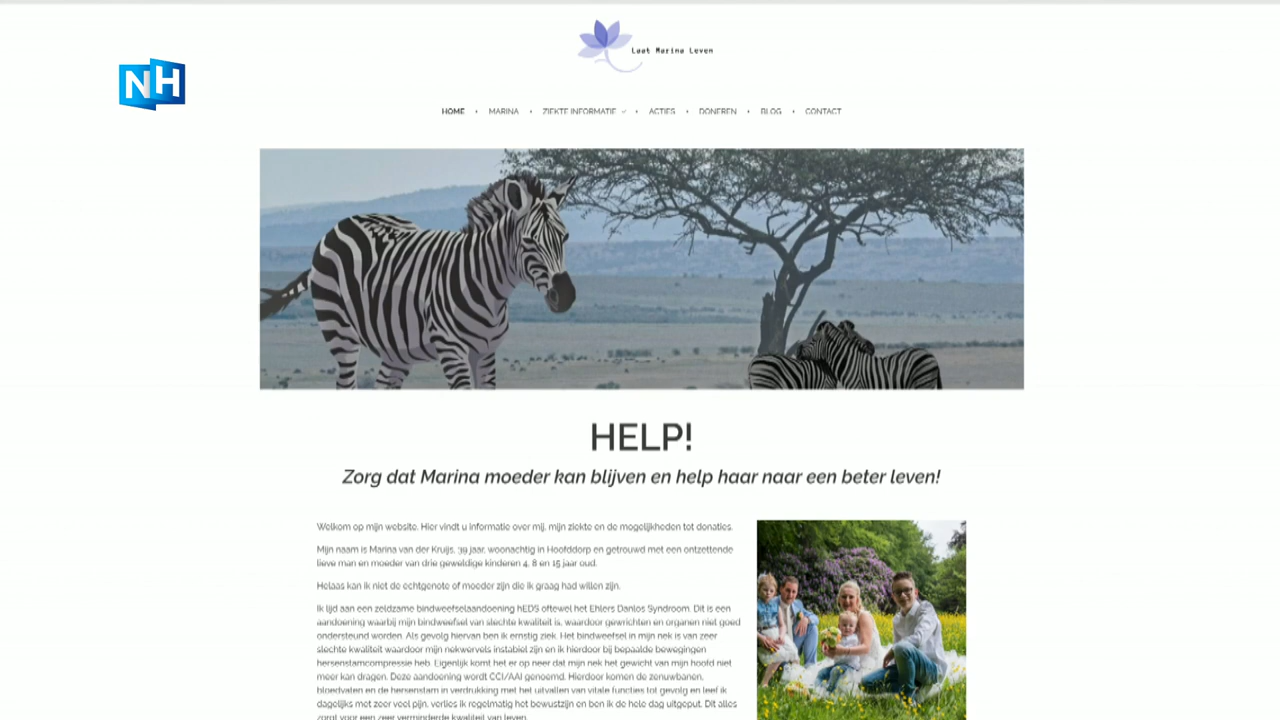 Laat Marina Leven
NH
HOME • MARINA • ZIEKTE INFORMATIE • ACTIES • DONEREN • BLOG • CONTACT
HELP!
Zorg dat Marina moeder kan blijven en help haar naar een beter leven!
Welkom op mijn website. Hier vindt u informatie over mij, mijn ziekte en de mogelijkheden tot donaties.
Mijn naam is Marina van der Kruijs, 39 jaar, woonachtig in Hoofddorp en getrouwd met een ontzettende
lieve man en moeder van drie geweldige kinderen 4, 8 en 15 jaar oud.
Helaas kan ik niet de echtgenote of moeder zijn die ik graag had willen zijn.
Ik lijd aan een zeldzame bindweefselaandoening hEDS oftewel het Ehlers Danlos Syndroom. Dit is een
aandoening waarbij mijn bindweefsel van slechte kwaliteit is, waardoor gewrichten en organen niet goed
ondersteund worden. Als gevolg hiervan ben ik ernstig ziek. Het bindweefsel in mijn nek is van zeer
slechte kwaliteit waardoor mijn nekwervels instabiel zijn en ik hierdoor bij bepaalde bewegingen
hersenstamcompressie heb. Eigenlijk komt het er op neer dat mijn nek het gewicht van mijn hoofd niet
meer kan dragen. Deze aandoening wordt CCI/AAI genoemd. Hierdoor komen de zenuwbanen,
bloedvaten en de hersenstam in verdrukking met het uitvallen van vitale functies tot gevolg en leef ik
dagelijks met zeer veel pijn, verlies ik regelmatig het bewustzijn en ben ik de hele dag uitgeput. Dit alles
zorgt voor een zeer verminderde kwaliteit van leven.